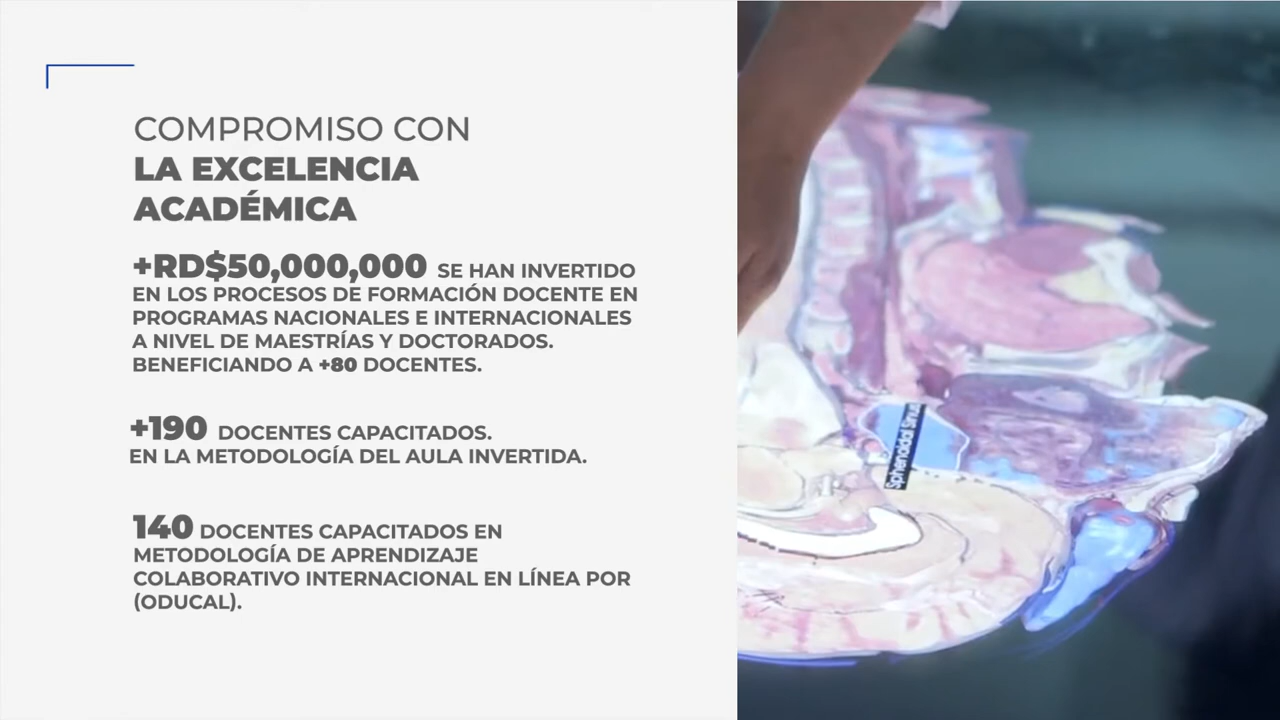 COMPROMISO CON
LA EXCELENCIA
ACADÉMICA
+RD$50,000,000 SE HAN INVERTIDO
EN LOS PROCESOS DE FORMACIÓN DOCENTE EN
PROGRAMAS NACIONALES E INTERNACIONALES
A NIVEL DE MAESTRÍAS Y DOCTORADOS.
BENEFICIANDO A +80 DOCENTES.
+190 DOCENTES CAPACITADOS.
EN LA METODOLOGÍA DEL AULA INVERTIDA.
140 DOCENTES CAPACITADOS EN
METODOLOGÍA DE APRENDIZAJE
COLABORATIVO INTERNACIONAL EN LÍNEA POR
(ODUCAL).
Sphenoidal Sinus